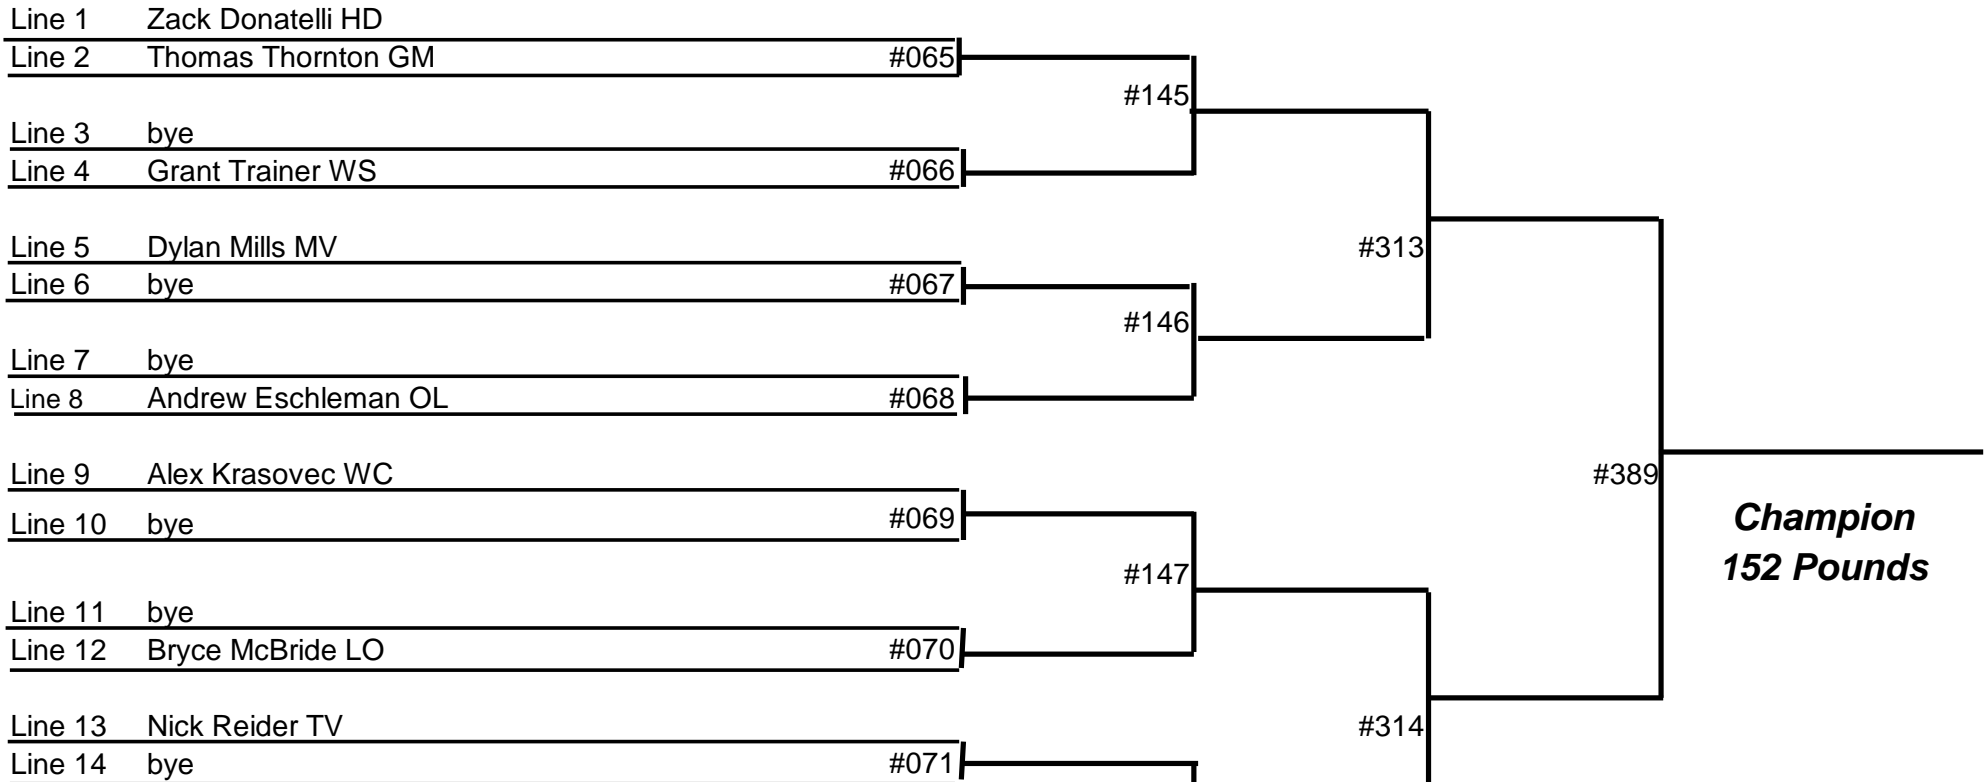 Line 1 Zack Donatelli HD
Line 2 Thomas Thornton GM #065
#145
Line 3 bye
Line 4 Grant Trainer WS #066
Line 5 Dylan Mills MV #313
Line 6 bye #067
#146
Line 7 bye
Line 8 Andrew Eschleman OL #068
Line 9 Alex Krasovec WC #389
Line 10 bye #069
Champion
152 Pounds
#147
Line 11 bye
Line 12 Bryce McBride LO #070
Line 13 Nick Reider TV #314
Line 14 bye #071